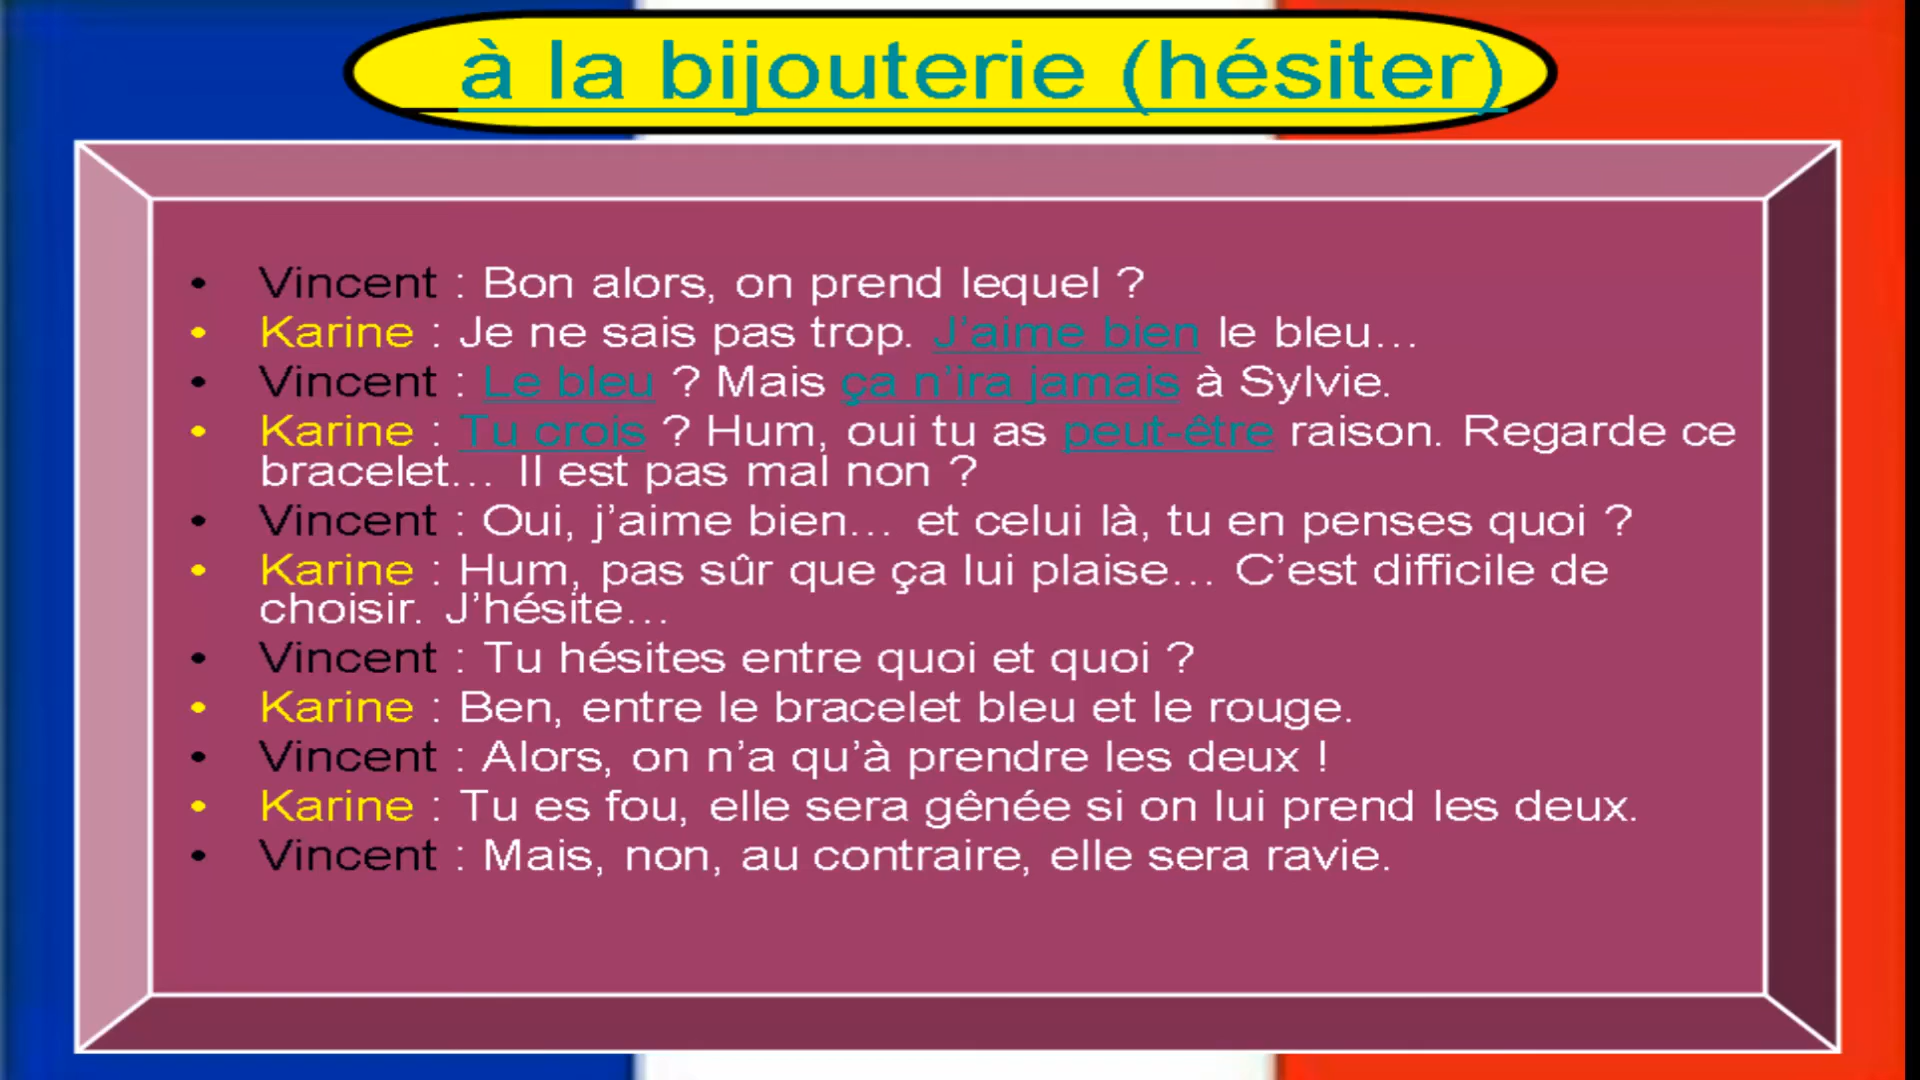 à la bijouterie (hésiter)
• Vincent : Bon alors, on prend lequel ?
• Karine : Je ne sais pas trop. J'aime bien le bleu…
• Vincent : Le bleu ? Mais ça n'ira jamais à Sylvie.
• Karine : Tu crois ? Hum, oui tu as peut-être raison. Regarde ce
bracelet… Il est pas mal non ?
• Vincent : Oui, j'aime bien… et celui là, tu en penses quoi ?
• Karine : Hum, pas sûr que ça lui plaise… C'est difficile de
choisir. J'hésite…
• Vincent : Tu hésites entre quoi et quoi ?
• Karine : Ben, entre le bracelet bleu et le rouge.
• Vincent : Alors, on n'a qu'à prendre les deux !
• Karine : Tu es fou, elle sera gênée si on lui prend les deux.
• Vincent : Mais, non, au contraire, elle sera ravie.